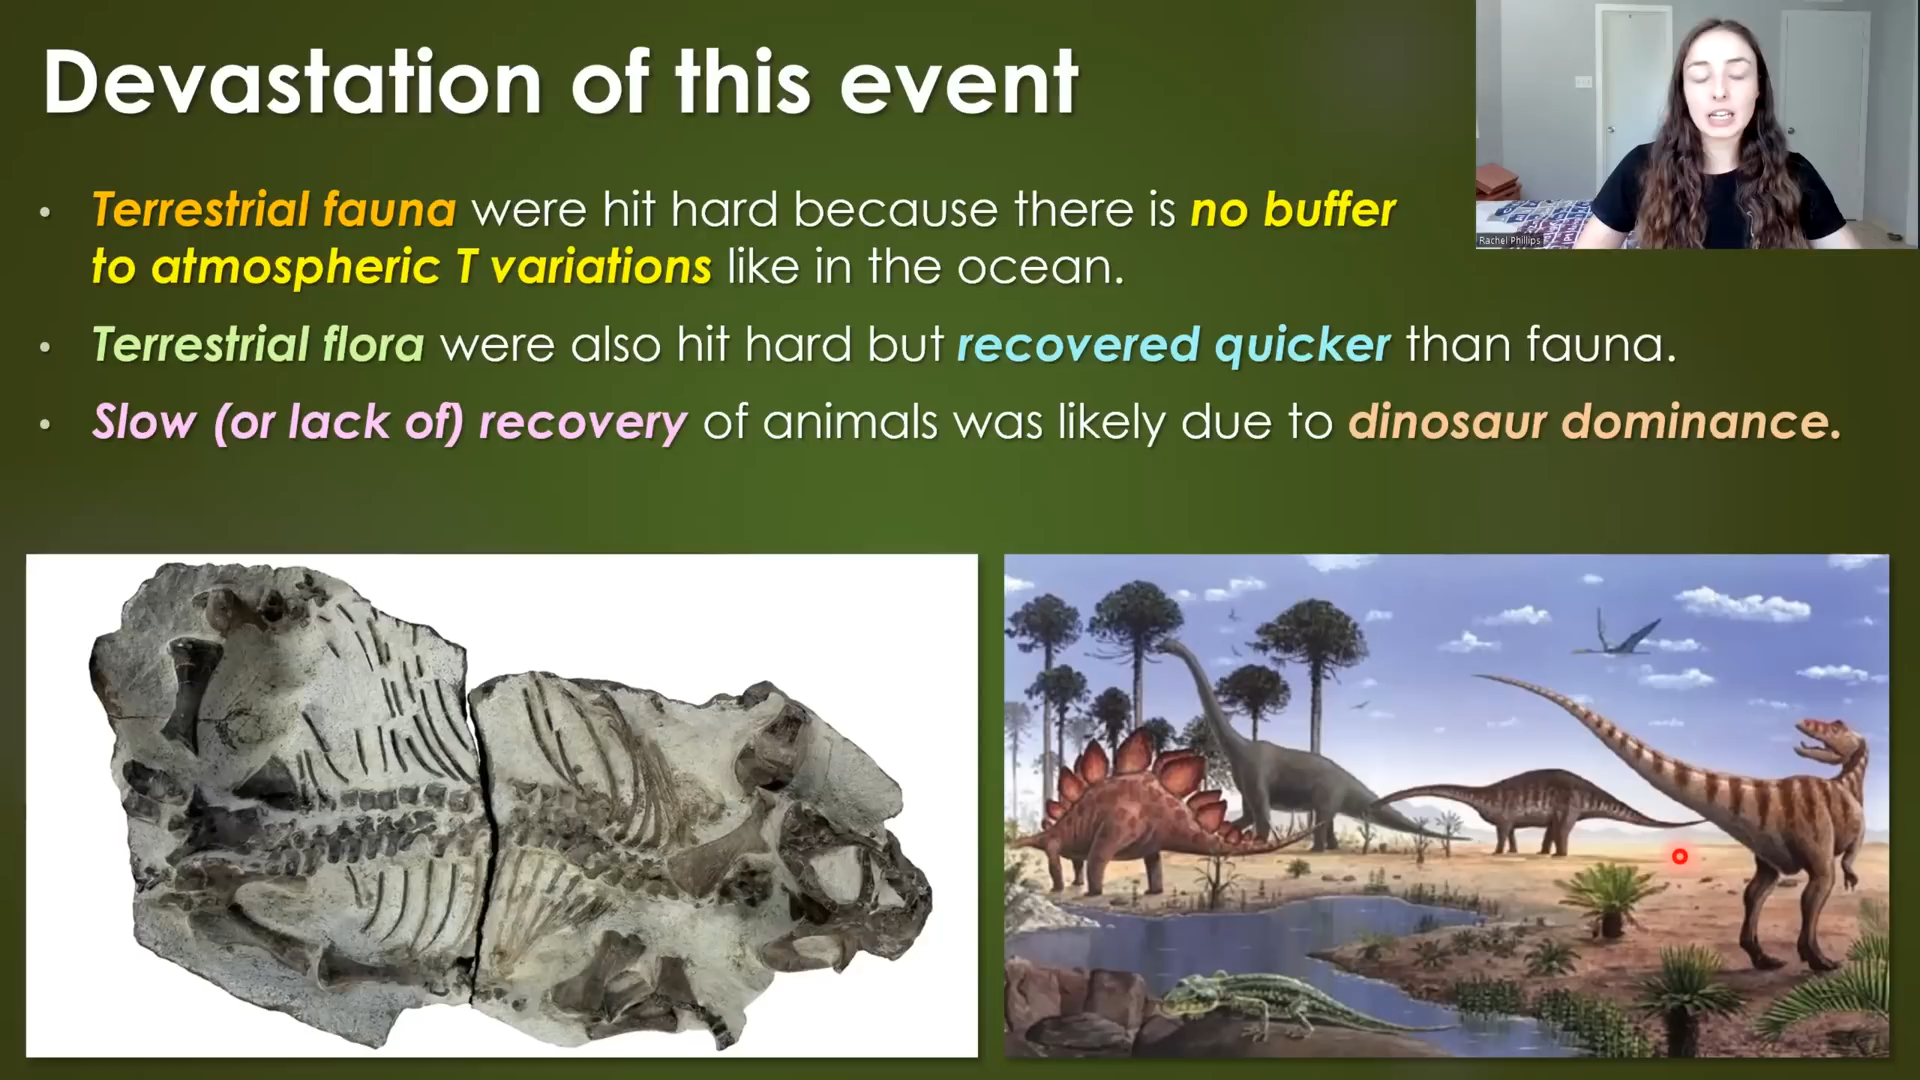 Devastation of this event
Rachel Phillips
• Terrestrial fauna were hit hard because there is no buffer
to atmospheric T variations like in the ocean.
• Terrestrial flora were also hit hard but recovered quicker than fauna.
• Slow (or lack of) recovery of animals was likely due to dinosaur dominance.